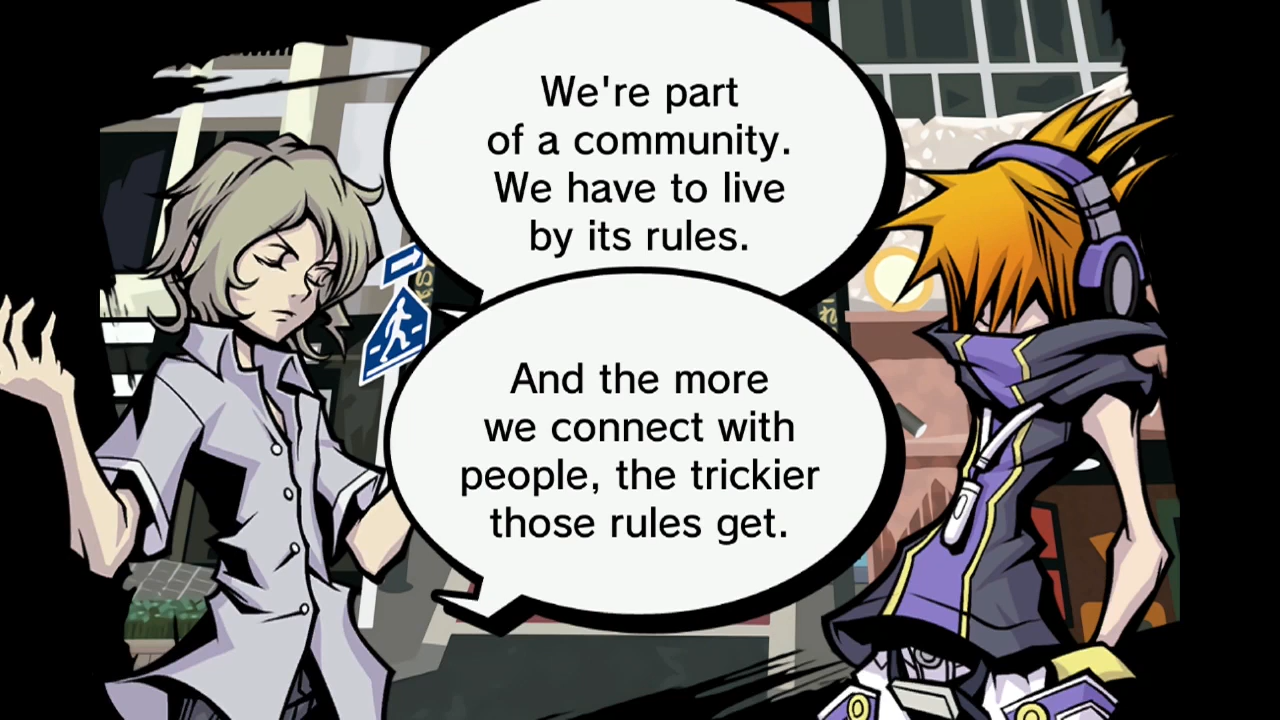 We're part
of a community.
We have to live
by its rules.
And the more
we connect with
people, the trickier
those rules get.